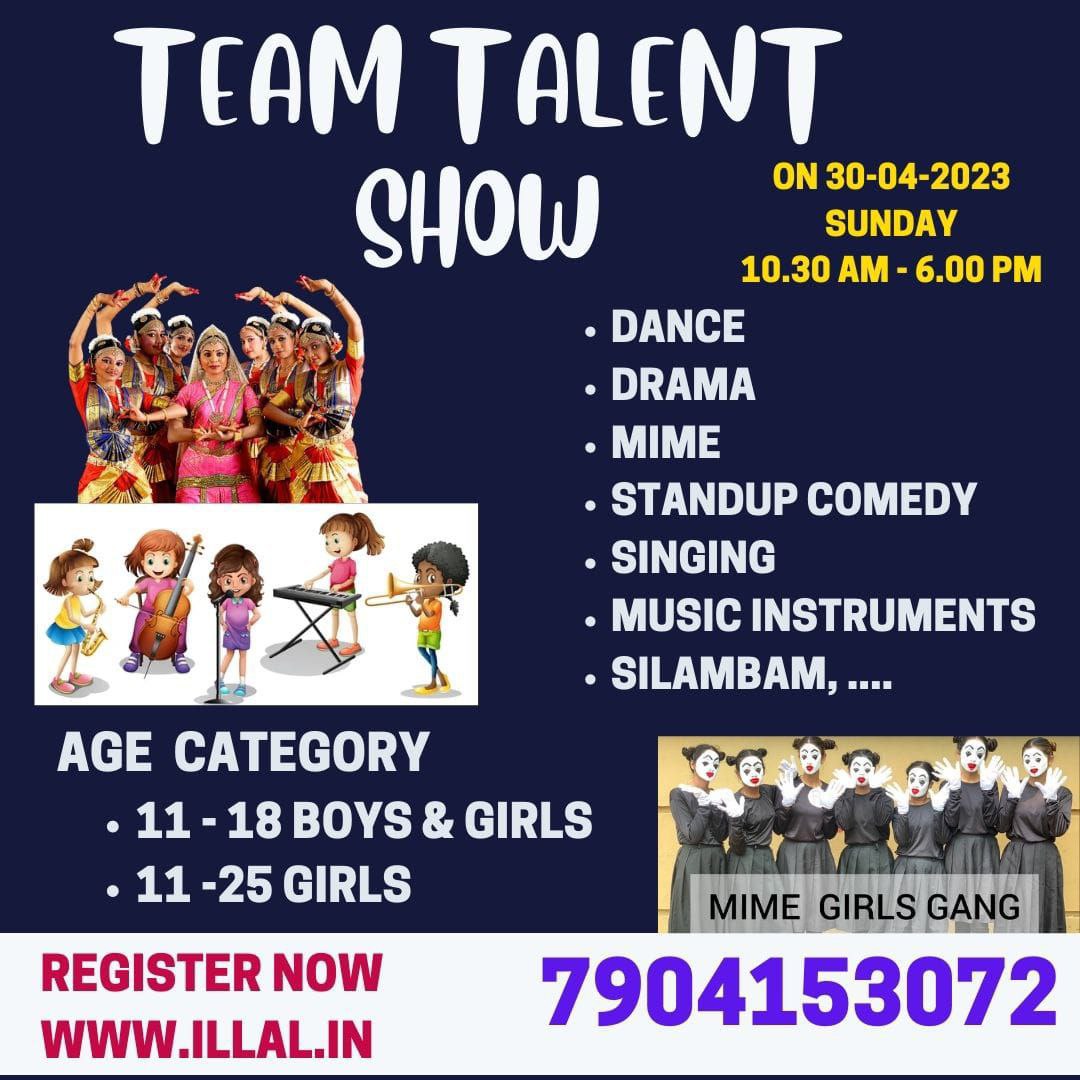 TEAM TALENT
SHOW
ON 30-04-2023
SUNDAY
10.30 AM - 6.00 PM
• DANCE
• DRAMA
• MIME
• STANDUP COMEDY
• SINGING
• MUSIC INSTRUMENTS
• SILAMBAM, ....
AGE CATEGORY
• 11 - 18 BOYS & GIRLS
• 11 -25 GIRLS
MIME GIRLS GANG
REGISTER NOW
WWW.ILLAL.IN
7904153072